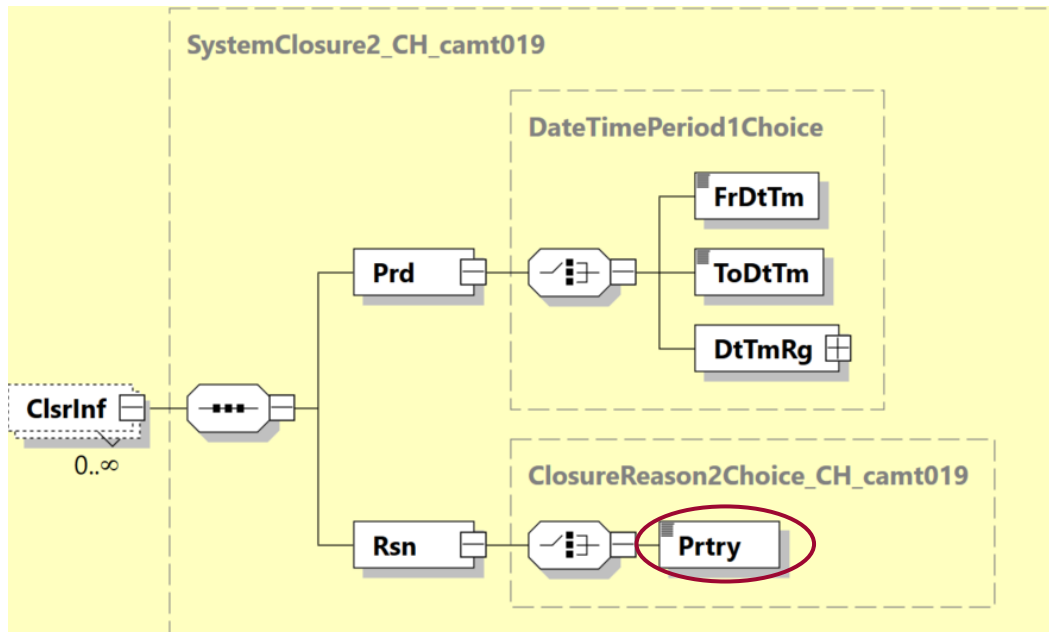 SystemClosure2_CH_camt019
DateTimePeriod1Choice
FrDtTm
Prd
ToDtTm
DtTmRg
ClsrInf
0..∞
ClosureReason2Choice_CH_camt019
Rsn
Prtry